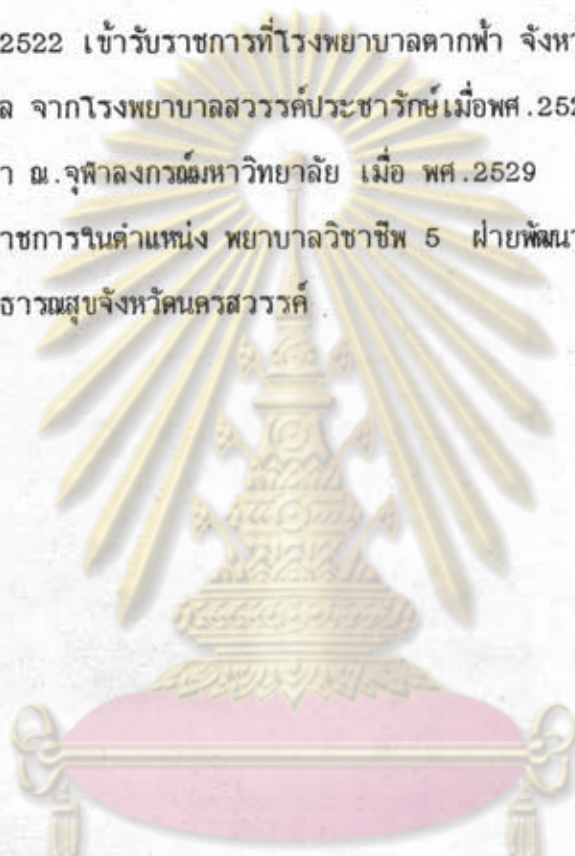 2522 เข้ารับราชการที่โรงพยาบาลตากฟ้า จังหวั
ล จากโรงพยาบาลสวรรค์ประชารักษ์เมื่อพศ.252
า ณ.จุฬาลงกรณ์มหาวิทยาลัย เมื่อ พศ.2529
าชการในตำแหน่ง พยาบาลวิชาชีพ 5 ฝ่ายพัฒนา
ธารณสุขจังหวัดนครสวรรค์